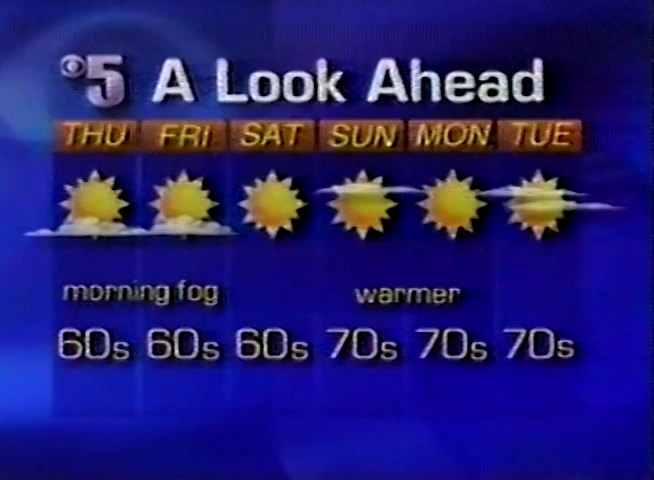 5 A Look Ahead
THU FRI SAT SUN MON TUE
morning fog warmer
60s 60s 60s 70s 70s 70s